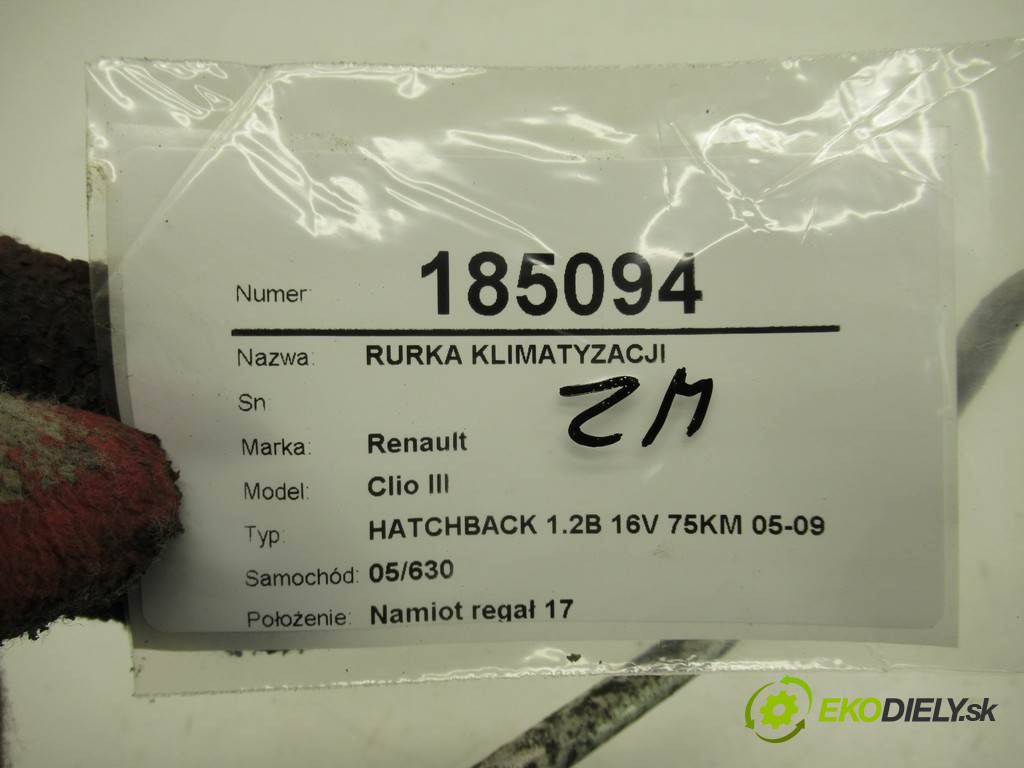 Numer: 185094
Nazwa: RURKA KLIMATYZACJI
Sn
Marka: Renault
Model: Clio III
Typ: HATCHBACK 1.2B 16V 75KM 05-09
Samochód: 05/630
Położenie: Namiot regał 17
EKODIELY.sk